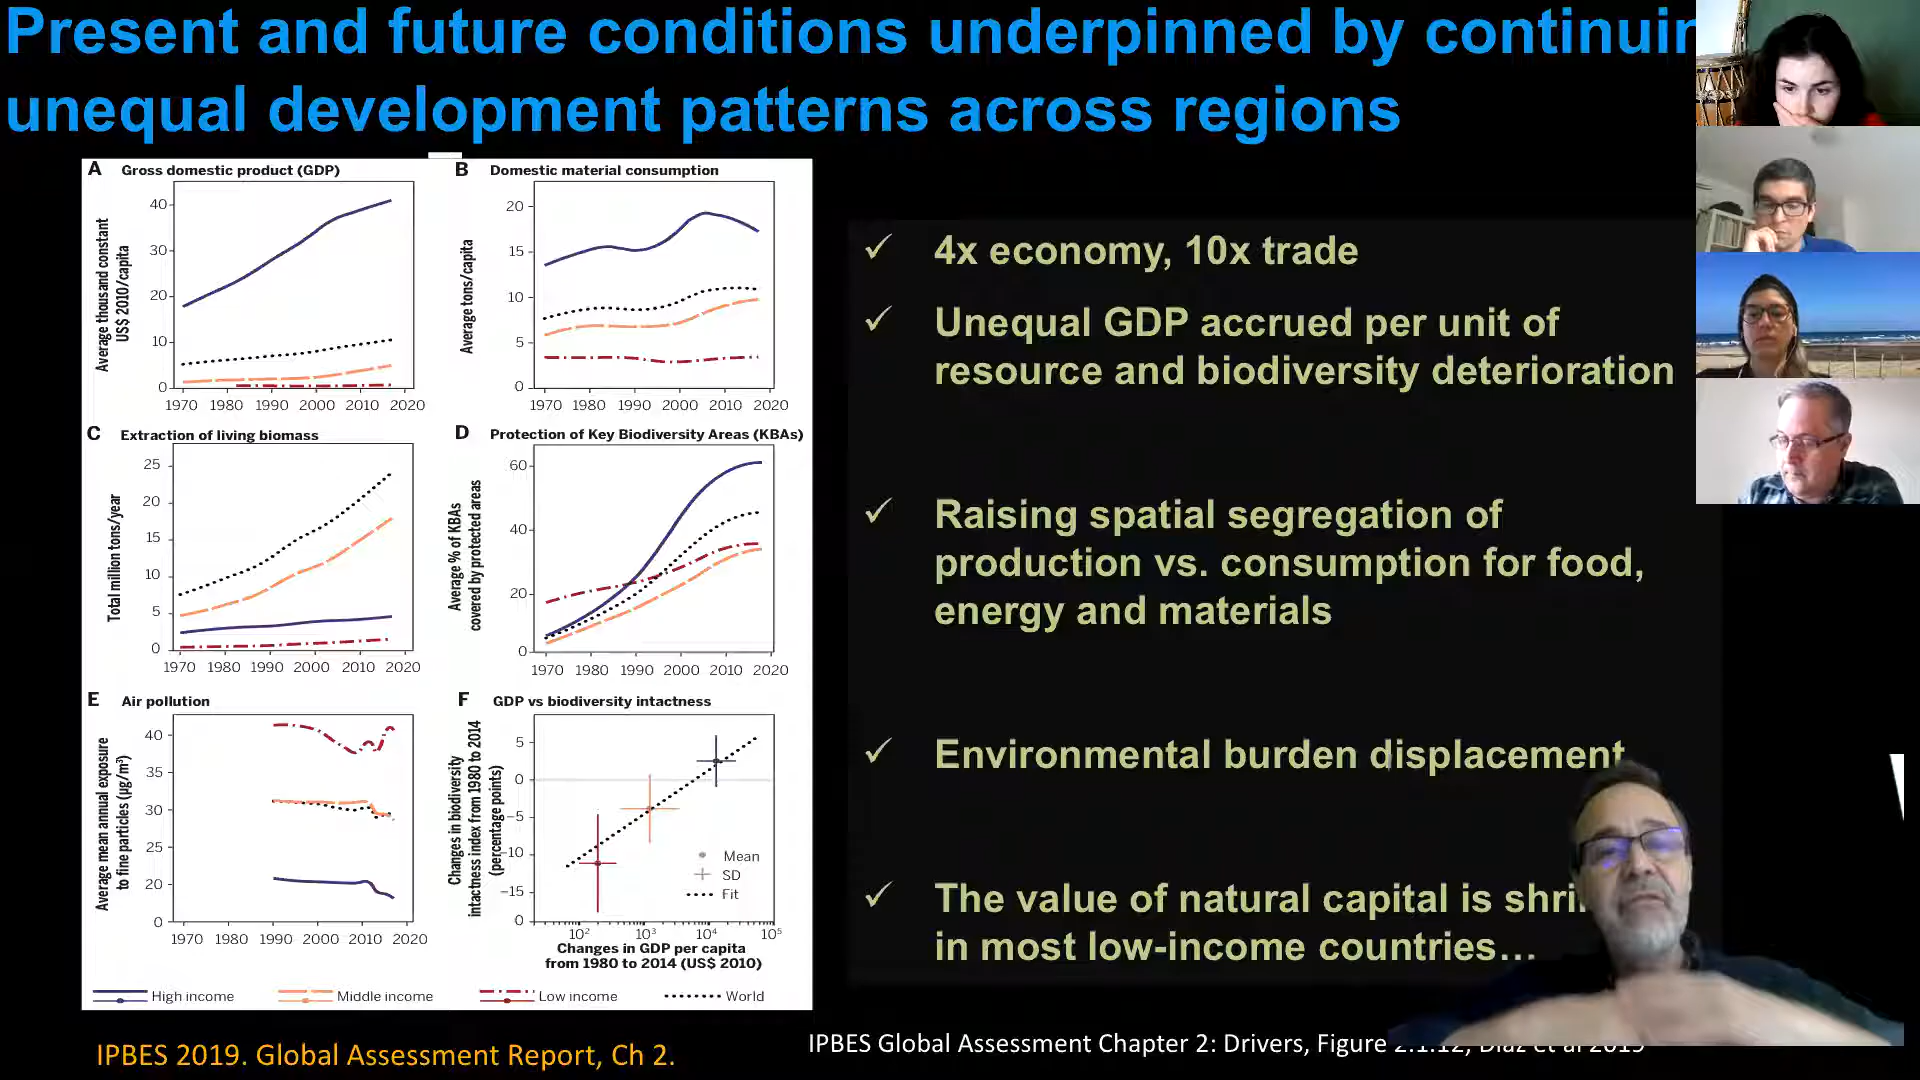 Present and future conditions underpinned by continuin
unequal development patterns across regions
A Gross domestic product (GDP)
Average thousand constant
US$ 2010/capita
40
30
20
10
0
1970 1980 1990 2000 2010 2020
B Domestic material consumption
Average tons/capita
20
15
10
5
0
1970 1980 1990 2000 2010 2020
C Extraction of living biomass
Total million tons/year
25
20
15
10
5
0
1970 1980 1990 2000 2010 2020
D Protection of Key Biodiversity Areas (KBAs)
Average % of KBAs
covered by protected areas
60
40
20
0
1970 1980 1990 2000 2010 2020
E Air pollution
Average mean annual exposure
to fine particles (µg/m³)
40
35
30
25
20
0
1970 1980 1990 2000 2010 2020
F GDP vs biodiversity intactness
Changes in biodiversity
intactness index from 1980 to 2014
(percentage points)
5
0
−5
−10
−15
0
Mean
SD
Fit
10² 10³ 10⁴ 10⁵
Changes in GDP per capita
from 1980 to 2014 (US$ 2010)
High income Middle income Low income World
✓ 4x economy, 10x trade
✓ Unequal GDP accrued per unit of
resource and biodiversity deterioration
✓ Raising spatial segregation of
production vs. consumption for food,
energy and materials
✓ Environmental burden displacement
✓ The value of natural capital is shri
in most low-income countries…
IPBES 2019. Global Assessment Report, Ch 2.
IPBES Global Assessment Chapter 2: Drivers, Figure 2.1.12, Diaz et al 2019